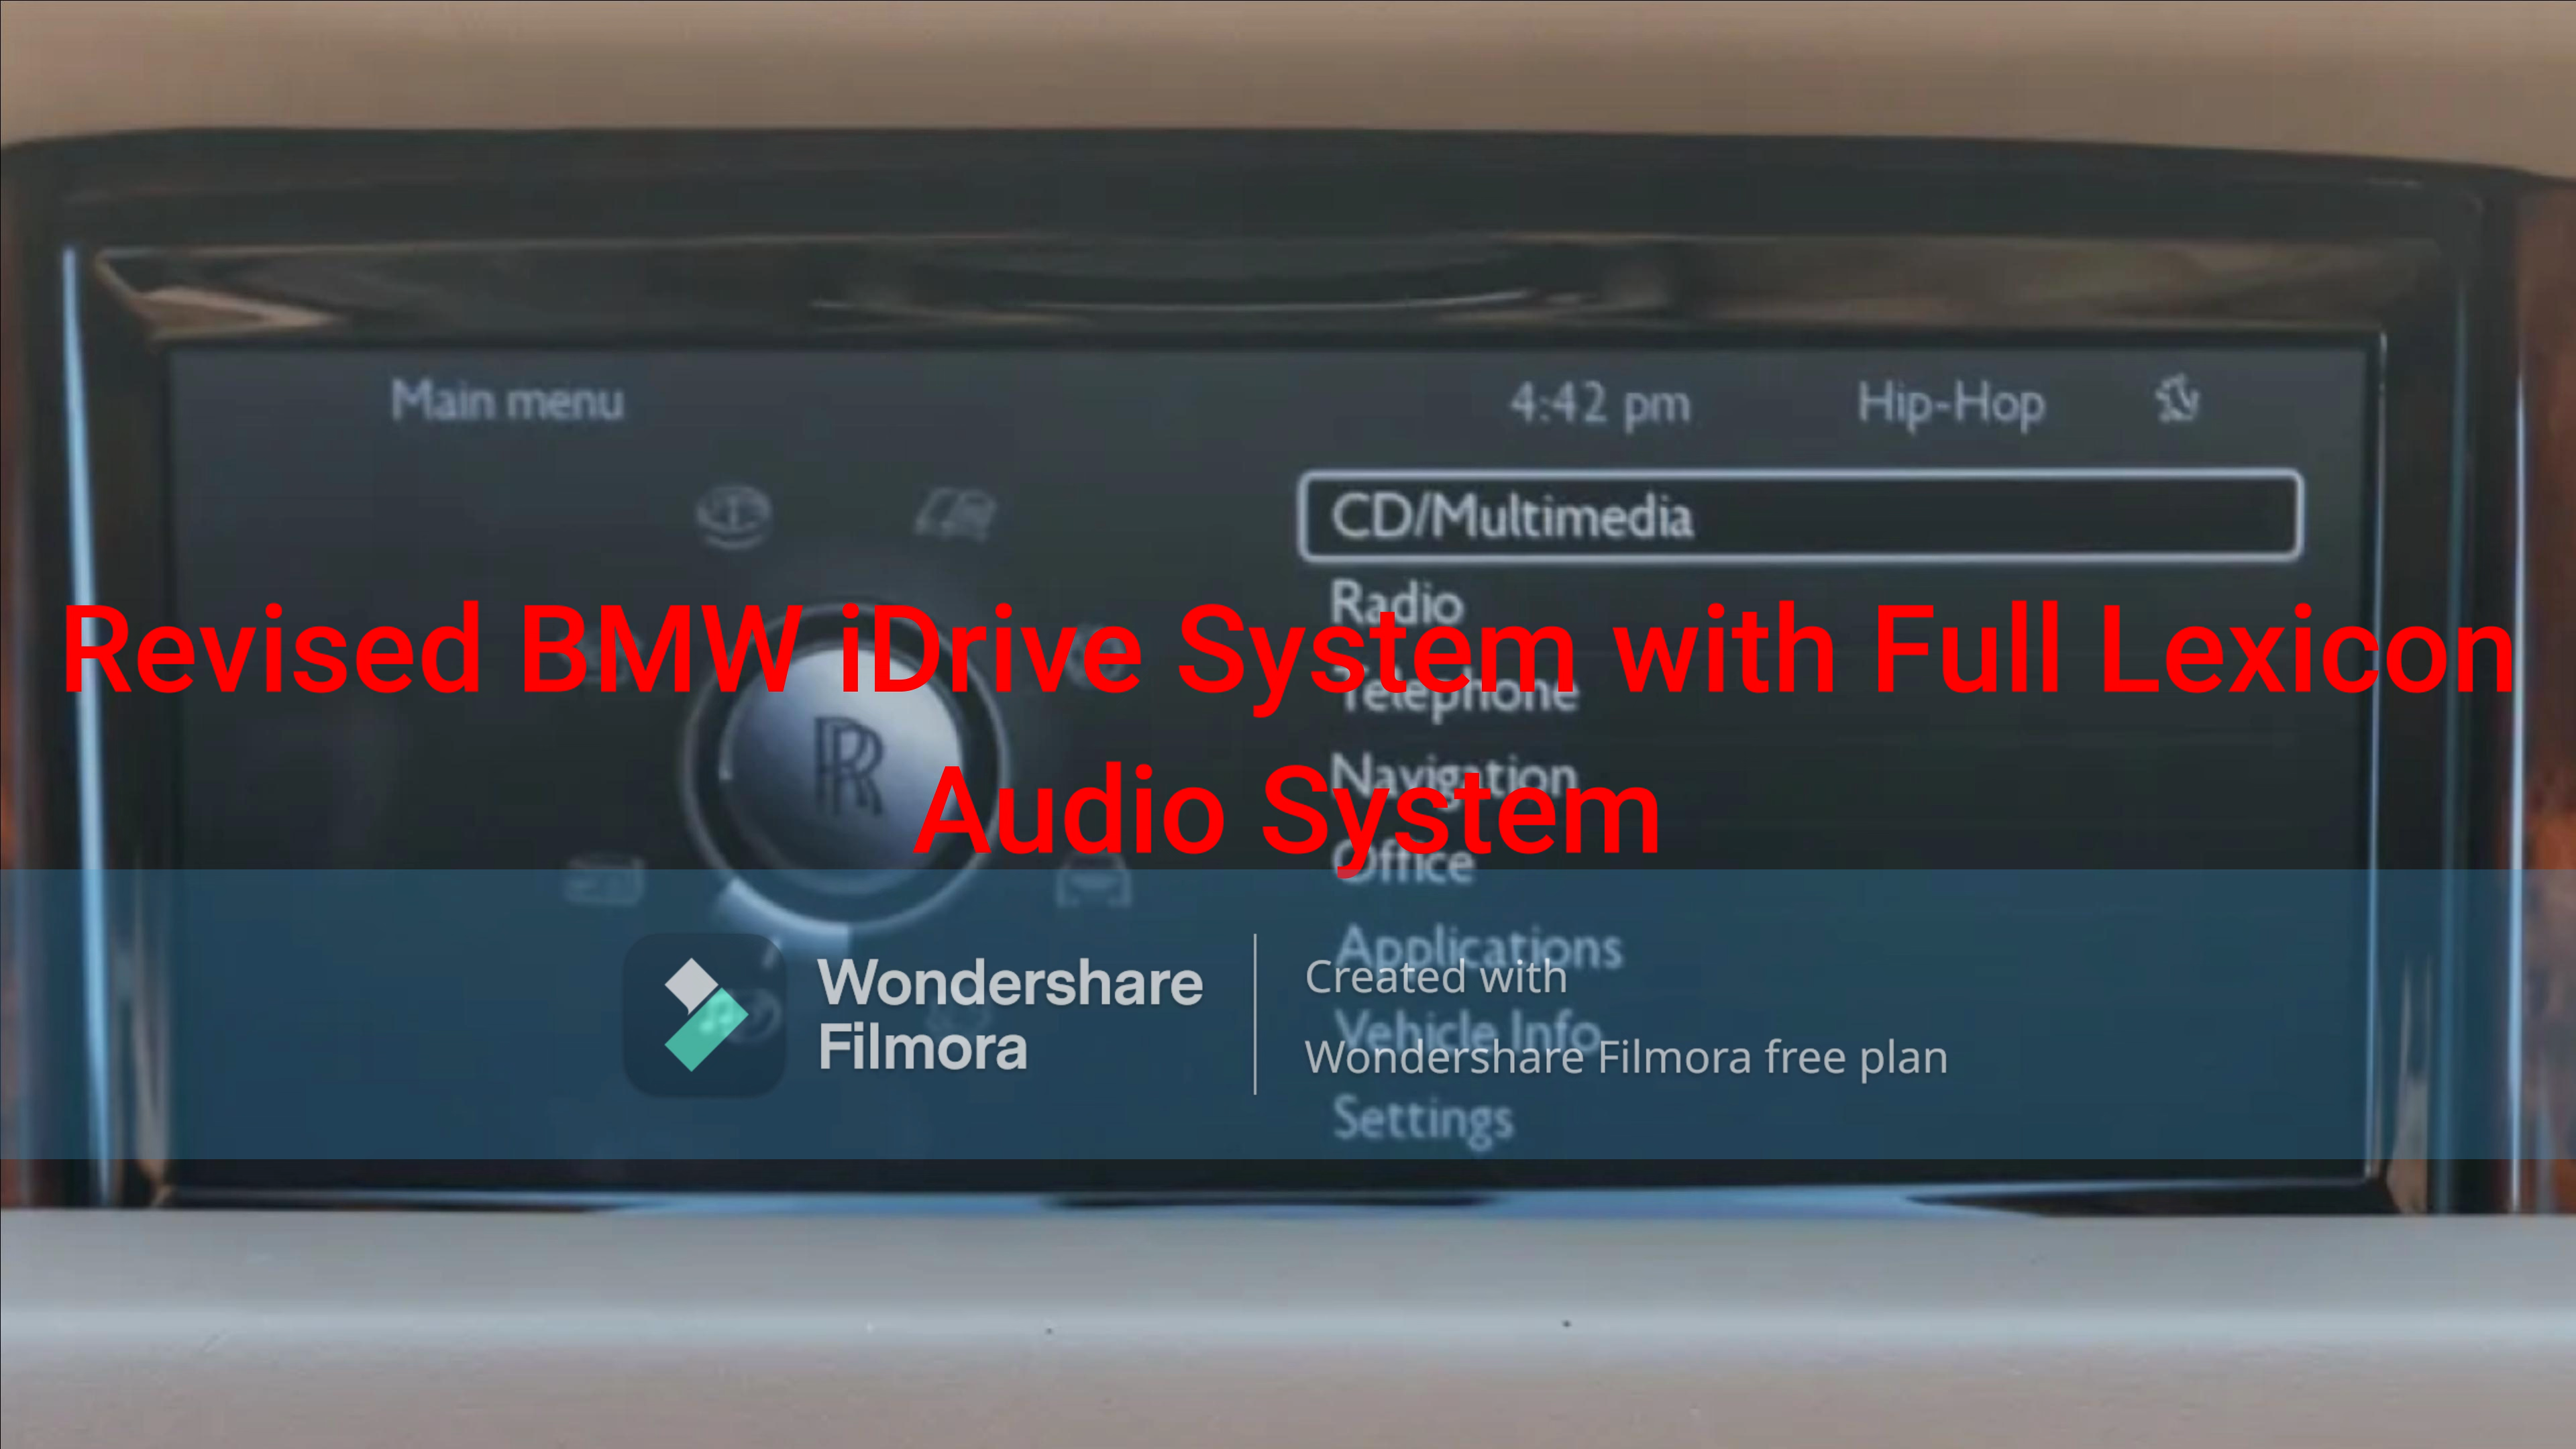 Main menu
4:42 pm
Hip-Hop
CD/Multimedia
Radio
Revised BMW iDrive System with Full Lexicon
Telephone
Navigation
Audio System
RR
Office
Applications
Wondershare
Filmora
Created with
Vehicle Info
Wondershare Filmora free plan
Settings